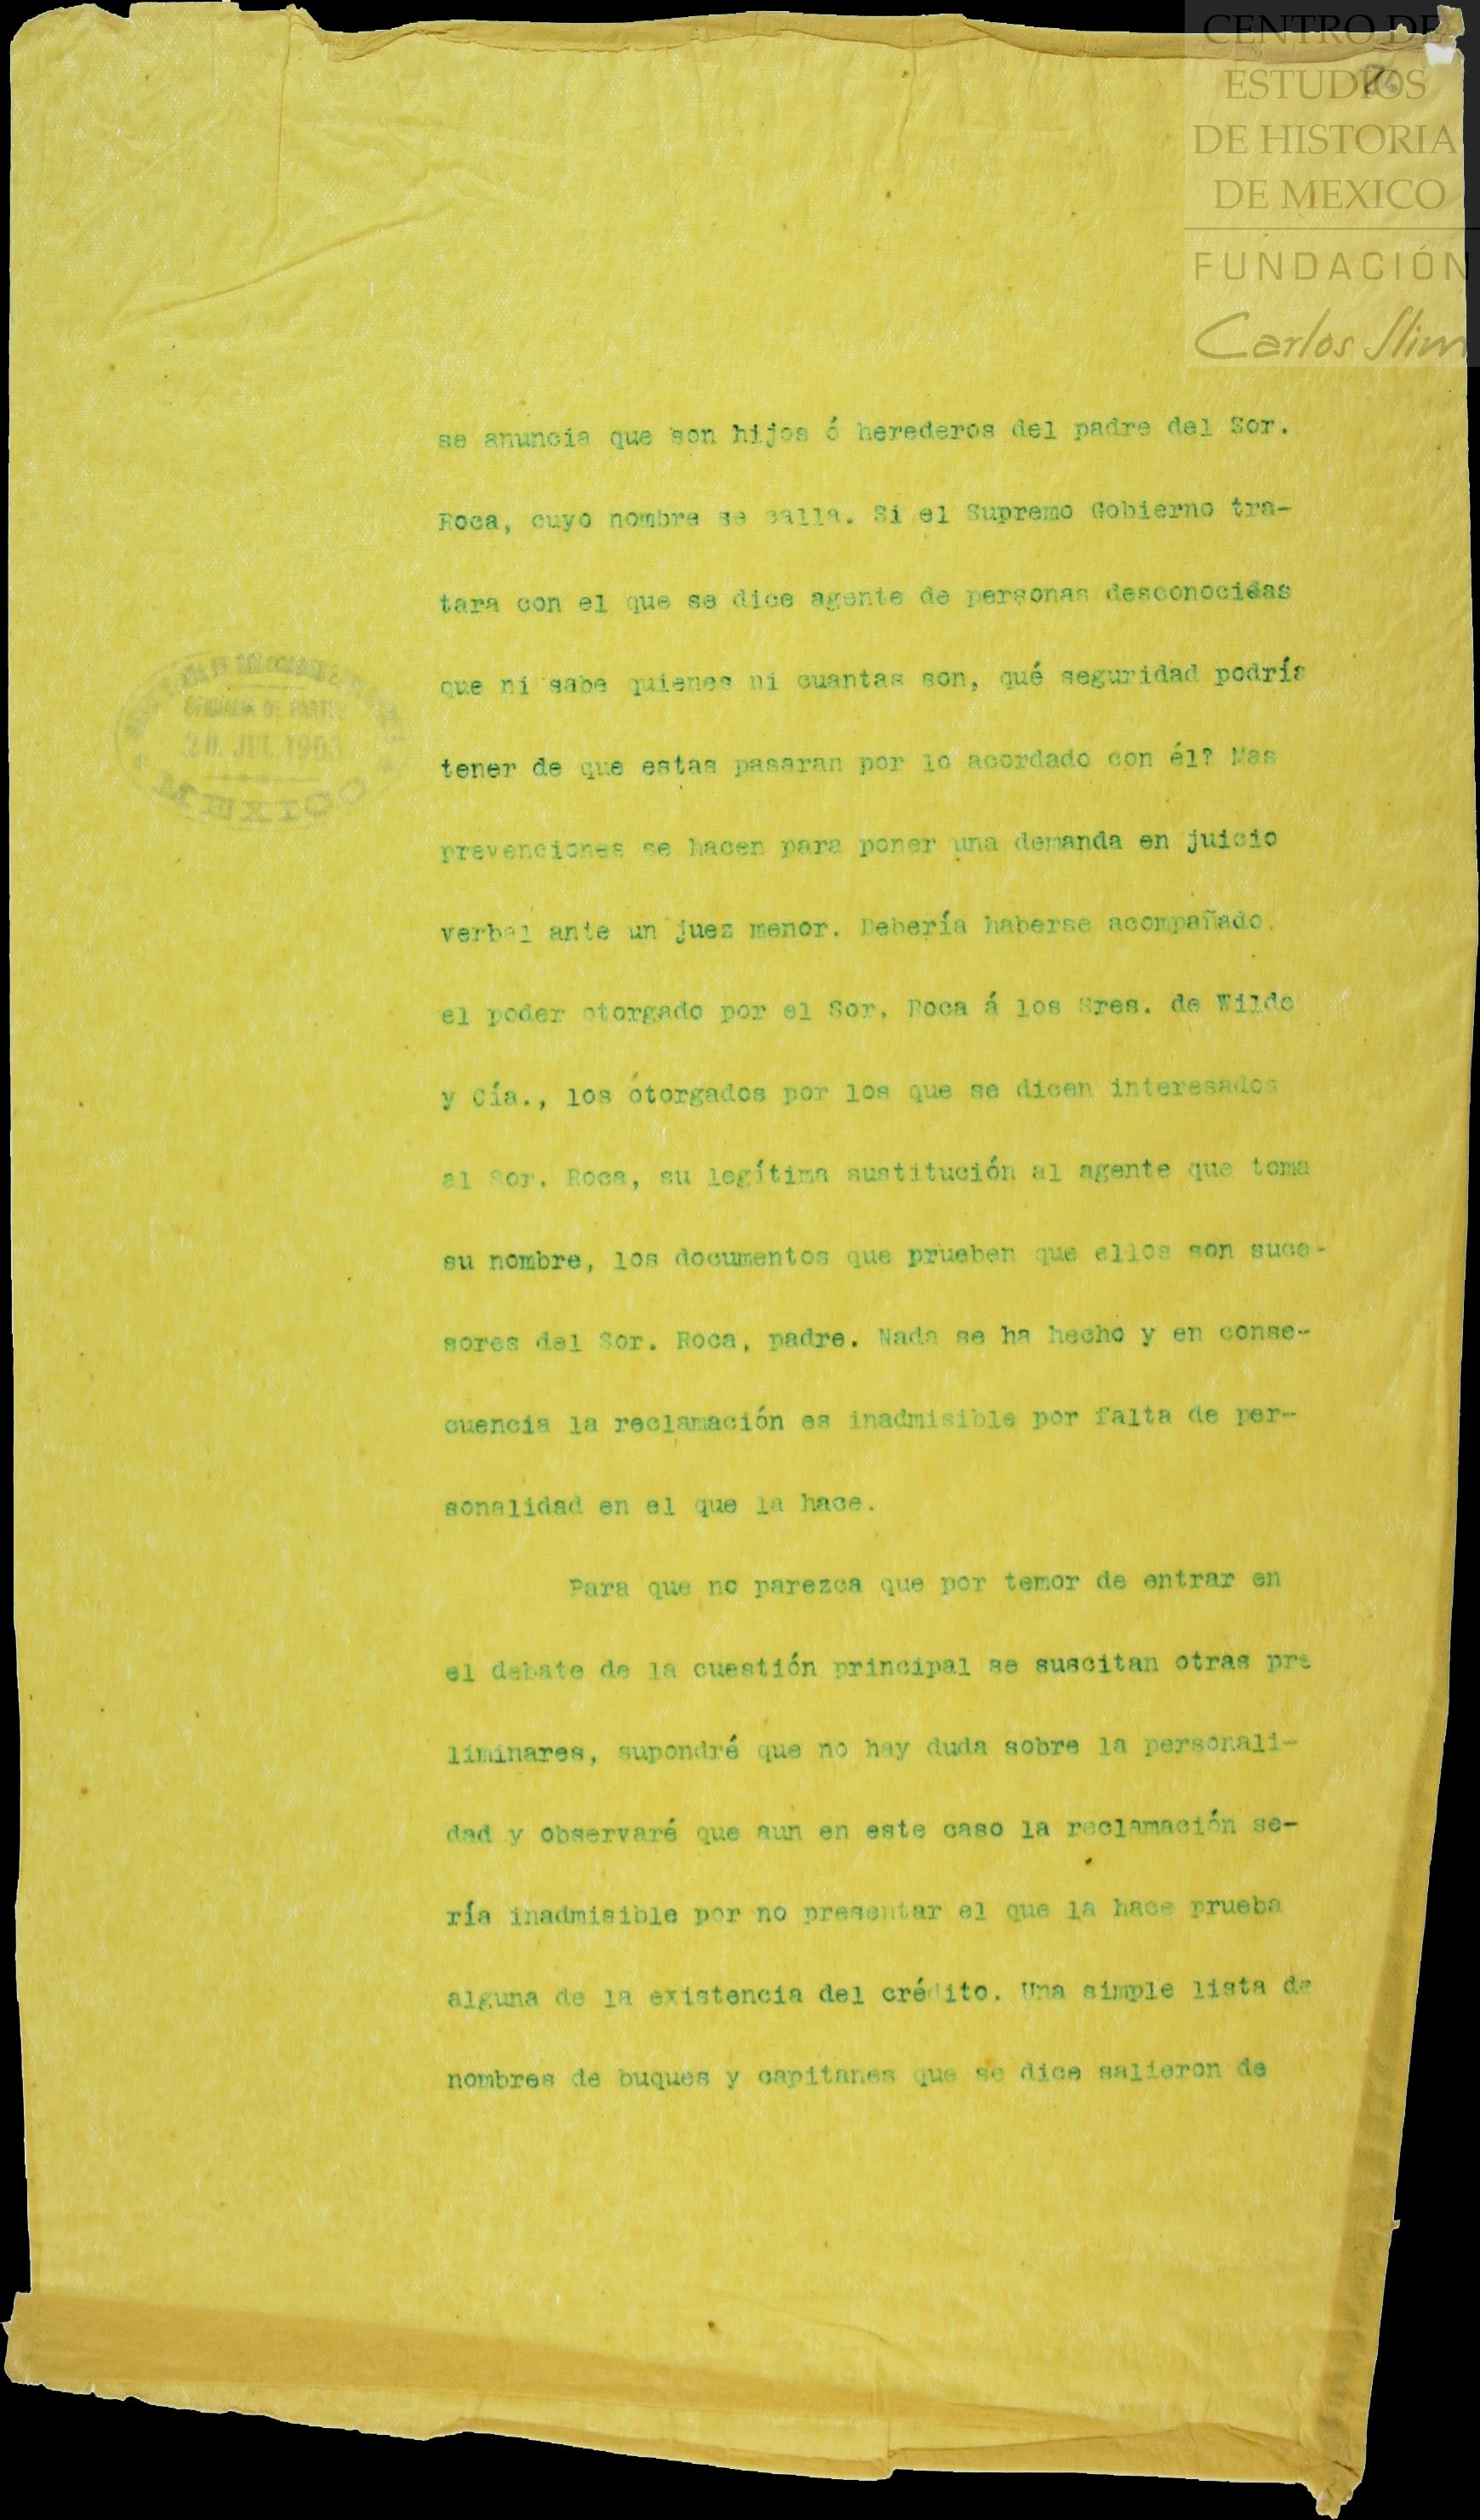 CENTRO DE
ESTUDIOS
DE HISTORIA
DE MEXICO
FUNDACIÓN
Carlos Slim
se anuncia que son hijos ó herederos del padre del Sor.
Roca, cuyo nombre se calla. Si el Supremo Gobierno tra-
tara con el que se dice agente de personas desconocidas
que ni sabe quienes ni cuantas son, qué seguridad podría
tener de que estas pasaran por lo acordado con él? Mas
prevenciones se hacen para poner una demanda en juicio
verbal ante un juez menor. Debería haberse acompañado
el poder otorgado por el Sor. Roca á los Sres. de Wilde
y Cía., los otorgados por los que se dicen interesados
al Sor. Roca, su legítima sustitución al agente que toma
su nombre, los documentos que prueben que ellos son suce-
sores del Sor. Roca, padre. Nada se ha hecho y en conse-
cuencia la reclamación es inadmisible por falta de per-
sonalidad en el que la hace.
Para que no parezca que por temor de entrar en
el debate de la cuestión principal se suscitan otras pre
liminares, supondré que no hay duda sobre la personali-
dad y observaré que aun en este caso la reclamación se-
ría inadmisible por no presentar el que la hace prueba
alguna de la existencia del crédito. Una simple lista de
nombres de buques y capitanes que se dice salieron de
OFICIALIA DE PARTES
20. JUL. 1903
MEXICO